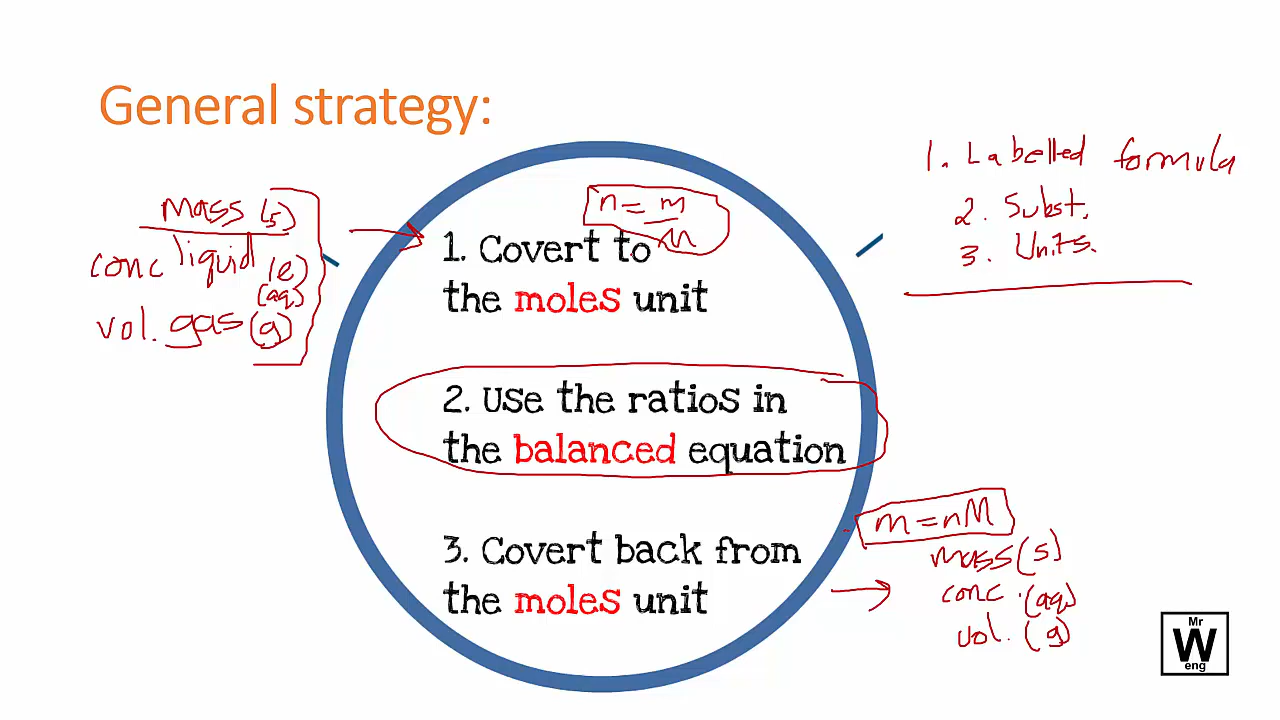 General strategy:
1. Labelled formula
2. Subst.
3. Units.
mass (s)
conc liquid (l)
(aq)
vol. gas (g)
n = m
M
1. Covert to
the moles unit
2. Use the ratios in
the balanced equation
m = nM
3. Covert back from
the moles unit
mass (s)
conc. (aq)
vol. (g)
Mr
W
eng